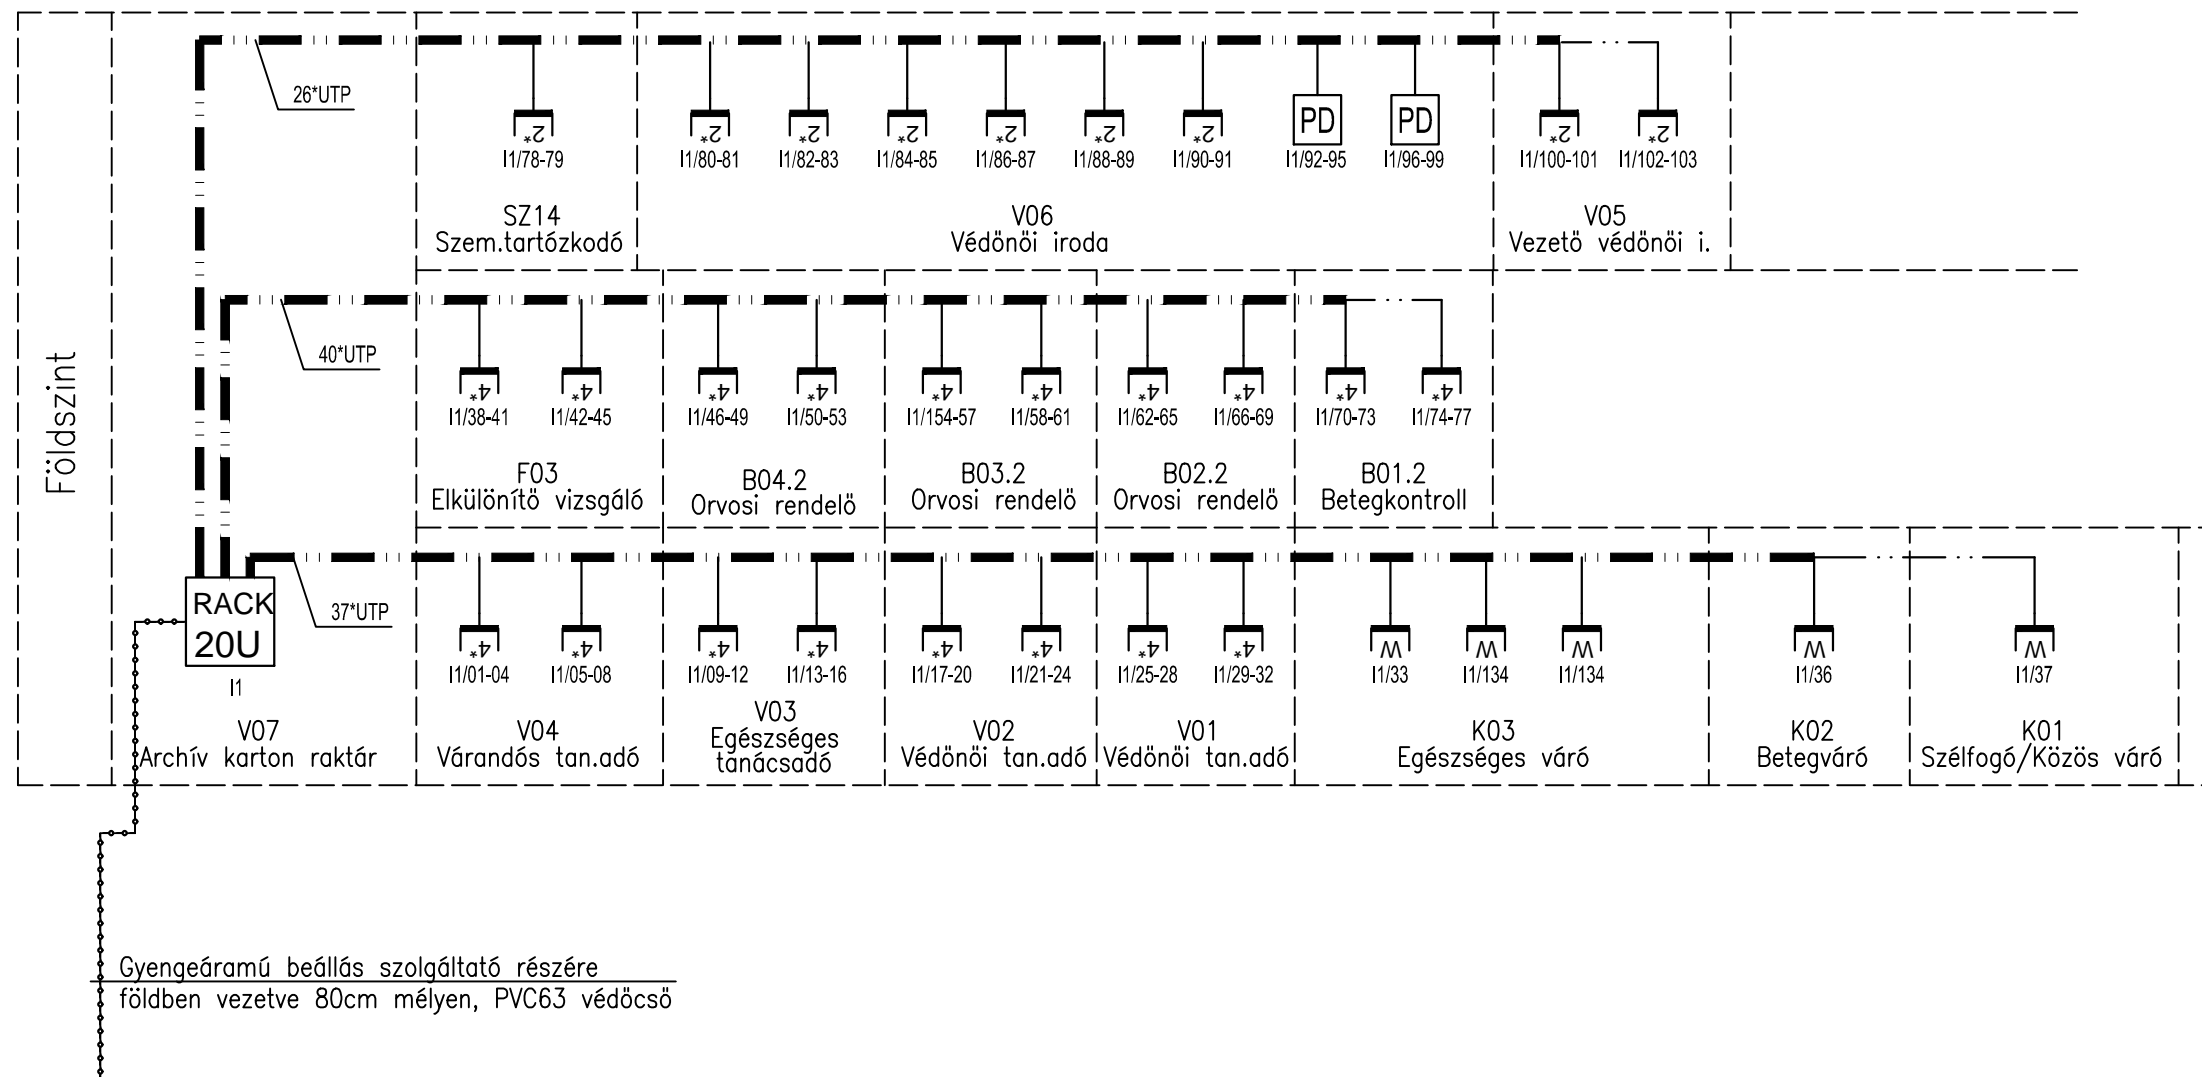 Földszint
26*UTP
2*
2*
2*
2*
2*
2*
2*
PD
PD
2*
2*
I1/78-79
I1/80-81
I1/82-83
I1/84-85
I1/86-87
I1/88-89
I1/90-91
I1/92-95
I1/96-99
I1/100-101
I1/102-103
SZ14
Szem.tartózkodó
V06
Védönöi iroda
V05
Vezetö védönöi i.
40*UTP
4*
4*
4*
4*
4*
4*
4*
4*
4*
4*
I1/38-41
I1/42-45
I1/46-49
I1/50-53
I1/154-57
I1/58-61
I1/62-65
I1/66-69
I1/70-73
I1/74-77
F03
Elkülönítö vizsgáló
B04.2
Orvosi rendelö
B03.2
Orvosi rendelö
B02.2
Orvosi rendelö
B01.2
Betegkontroll
RACK
20U
I1
37*UTP
4*
4*
4*
4*
4*
4*
4*
4*
W
W
W
W
W
I1/01-04
I1/05-08
I1/09-12
I1/13-16
I1/17-20
I1/21-24
I1/25-28
I1/29-32
I1/33
I1/134
I1/134
I1/36
I1/37
V07
Archív karton raktár
V04
Várandós tan.adó
V03
Egészséges
tanácsadó
V02
Védönöi tan.adó
V01
Védönöi tan.adó
K03
Egészséges váró
K02
Betegváró
K01
Szélfogó/Közös váró
Gyengeáramú beállás szolgáltató részére
földben vezetve 80cm mélyen, PVC63 védöcsö